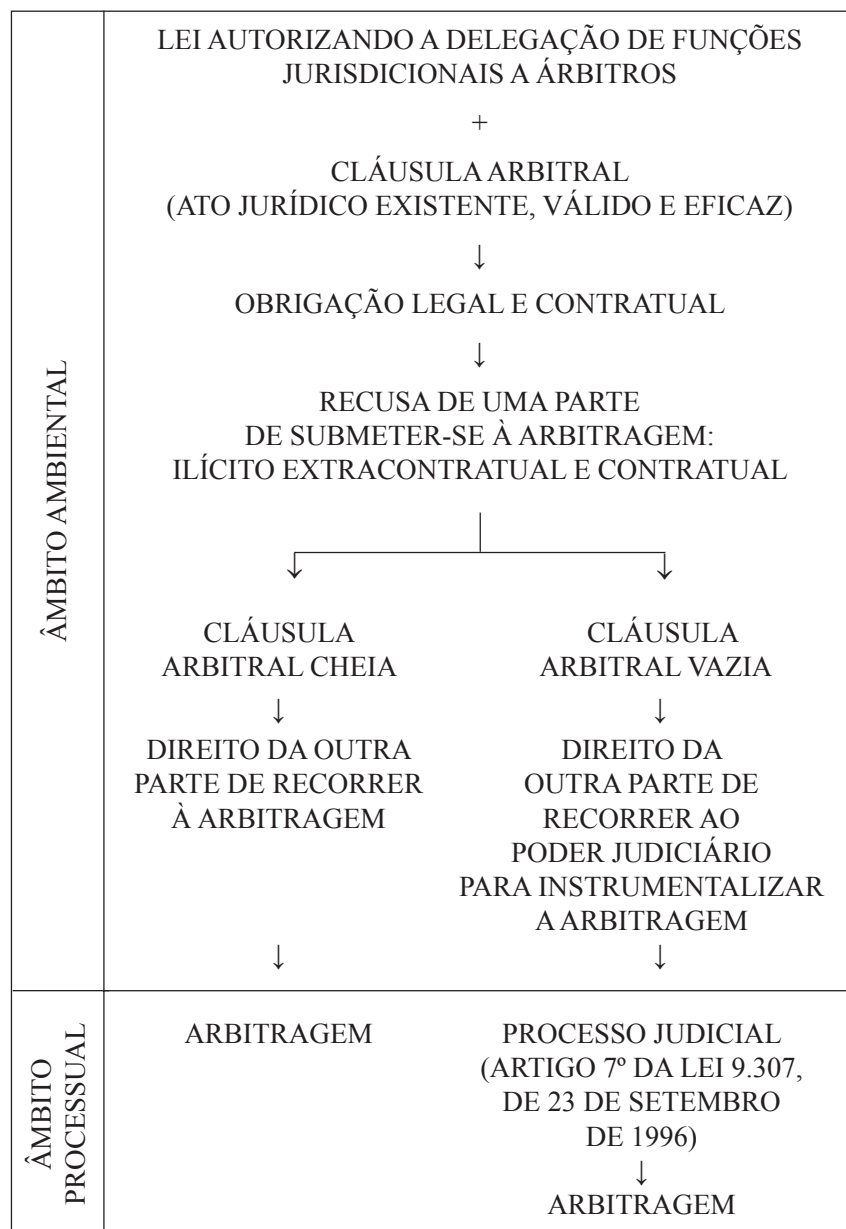 LEI AUTORIZANDO A DELEGAÇÃO DE FUNÇÕES
JURISDICIONAIS A ÁRBITROS
+
CLÁUSULA ARBITRAL
(ATO JURÍDICO EXISTENTE, VÁLIDO E EFICAZ)
↓
OBRIGAÇÃO LEGAL E CONTRATUAL
↓
RECUSA DE UMA PARTE
DE SUBMETER-SE À ARBITRAGEM:
ILÍCITO EXTRACONTRATUAL E CONTRATUAL
ÂMBITO AMBIENTAL
CLÁUSULA
ARBITRAL CHEIA
↓
DIREITO DA OUTRA
PARTE DE RECORRER
À ARBITRAGEM
↓
CLÁUSULA
ARBITRAL VAZIA
↓
DIREITO DA
OUTRA PARTE DE
RECORRER AO
PODER JUDICIÁRIO
PARA INSTRUMENTALIZAR
A ARBITRAGEM
↓
ÂMBITO
PROCESSUAL
ARBITRAGEM
PROCESSO JUDICIAL
(ARTIGO 7º DA LEI 9.307,
DE 23 DE SETEMBRO
DE 1996)
↓
ARBITRAGEM